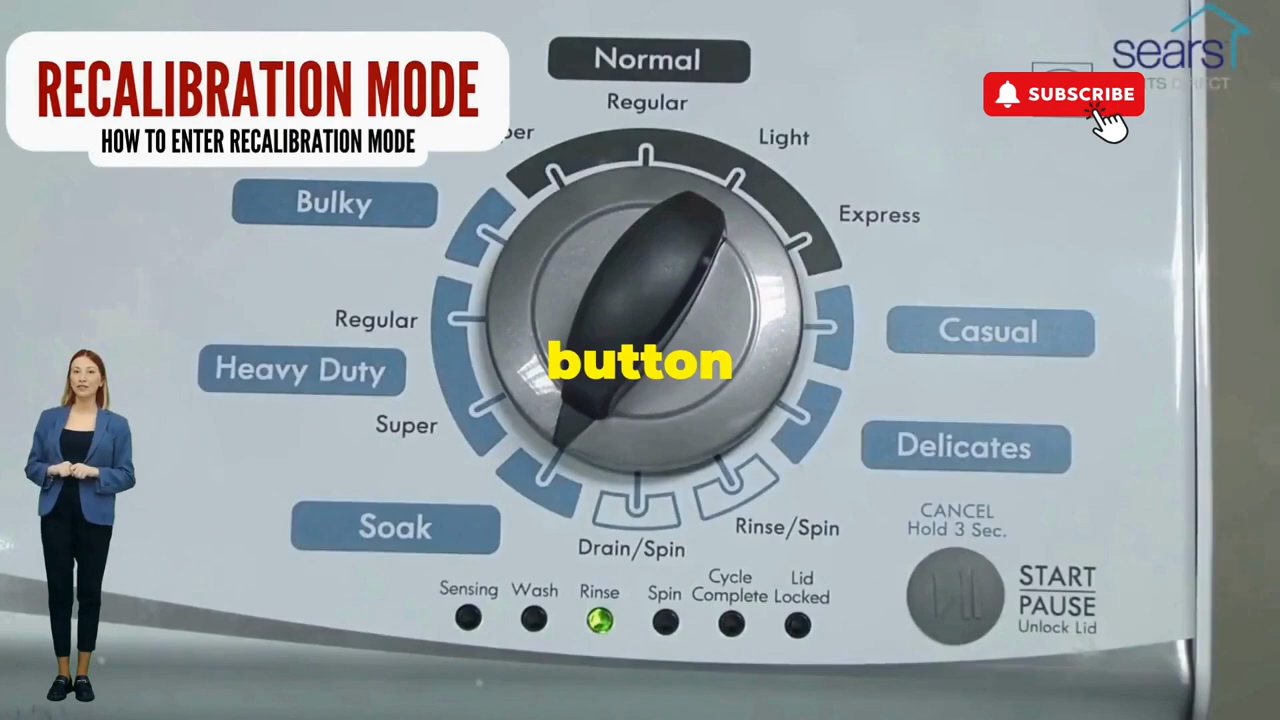 RECALIBRATION MODE
HOW TO ENTER RECALIBRATION MODE
sears
SUBSCRIBE
Normal
Regular
Light
Express
Bulky
Regular
Heavy Duty
Super
Casual
button
Delicates
Soak
Drain/Spin
Rinse/Spin
CANCEL
Hold 3 Sec.
Sensing
Wash
Rinse
Spin
Cycle
Complete
Lid
Locked
START
PAUSE
Unlock Lid